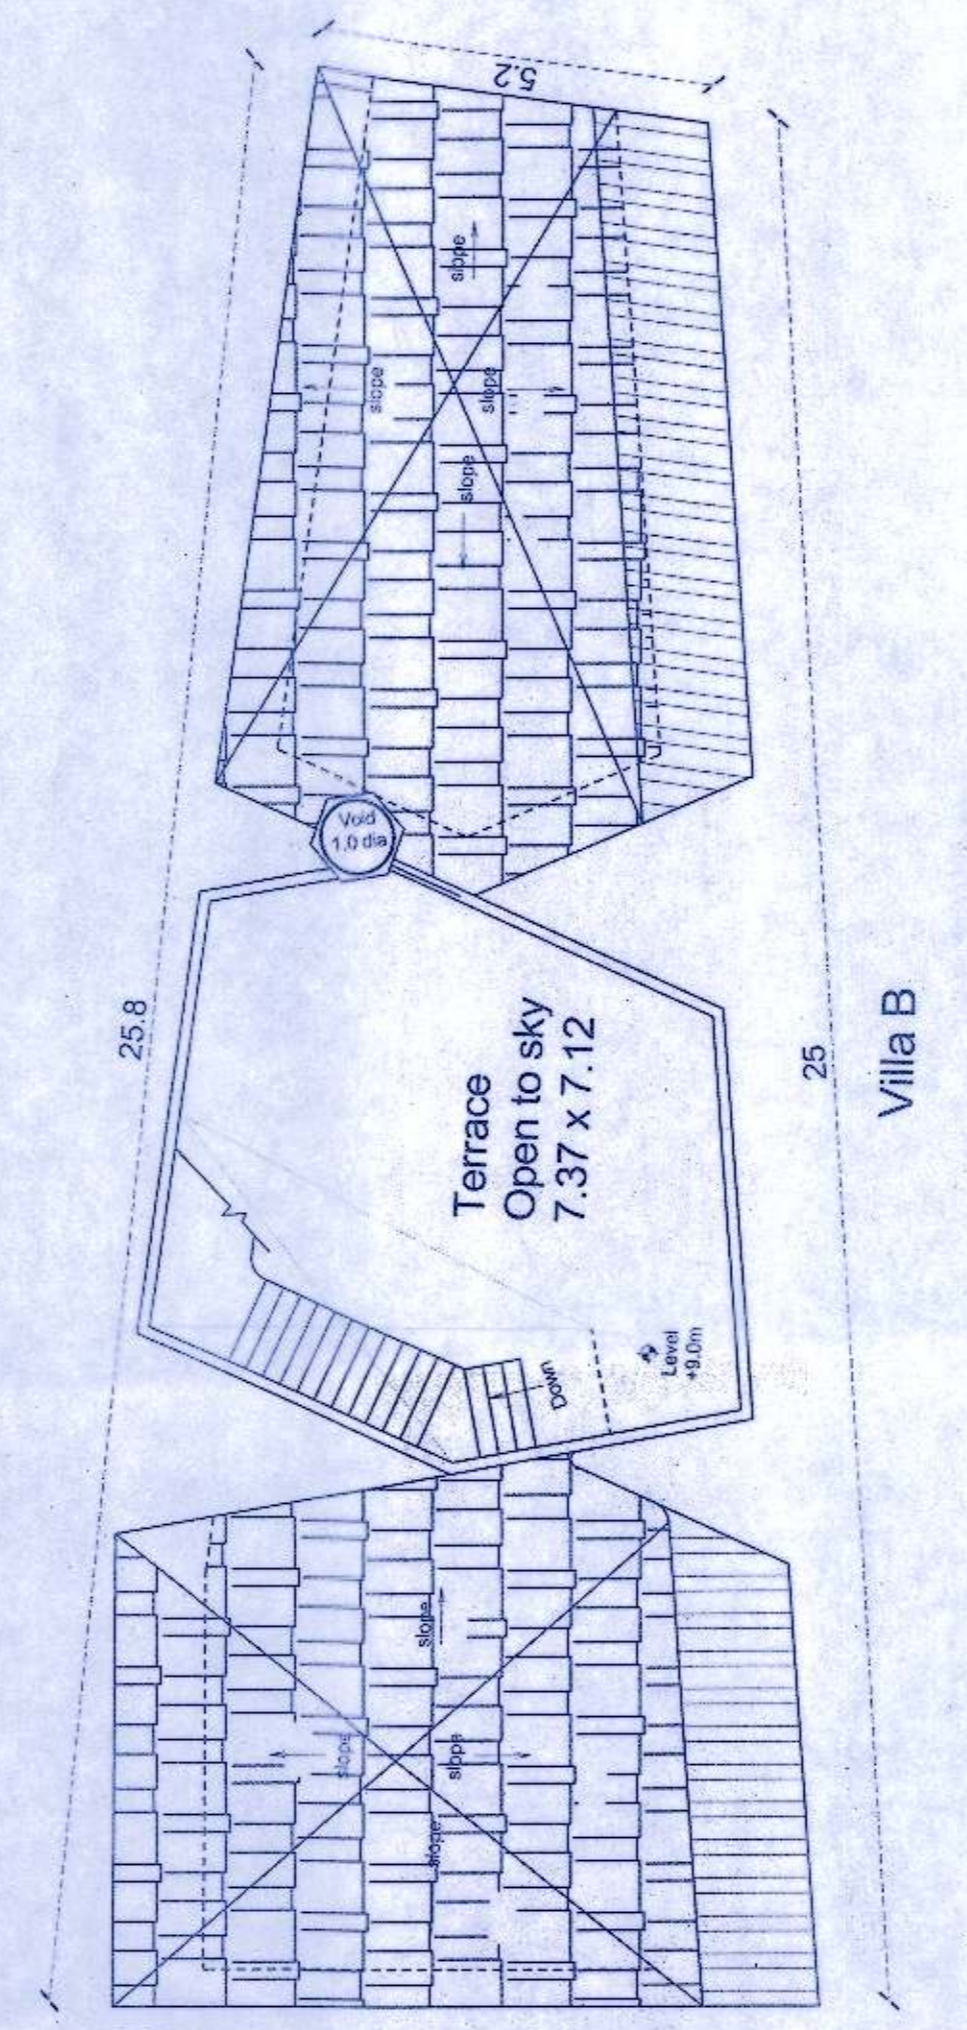 5.2
slope
slope
slope
slope
Void
1.0 dia
25.8
Terrace
Open to sky
7.37 x 7.12
25
Villa B
Level
+9.0m
Down
slope
slope
slope
slope